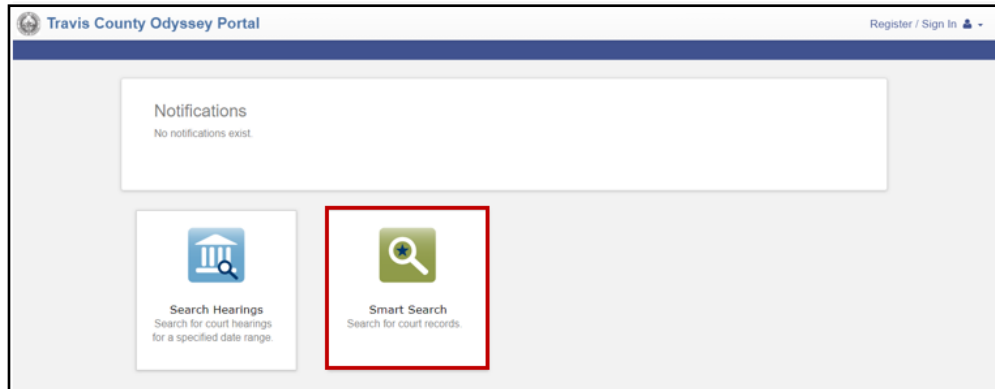 Travis County Odyssey Portal
Register / Sign In
Notifications
No notifications exist.
Search Hearings
Search for court hearings
for a specified date range.
Smart Search
Search for court records.